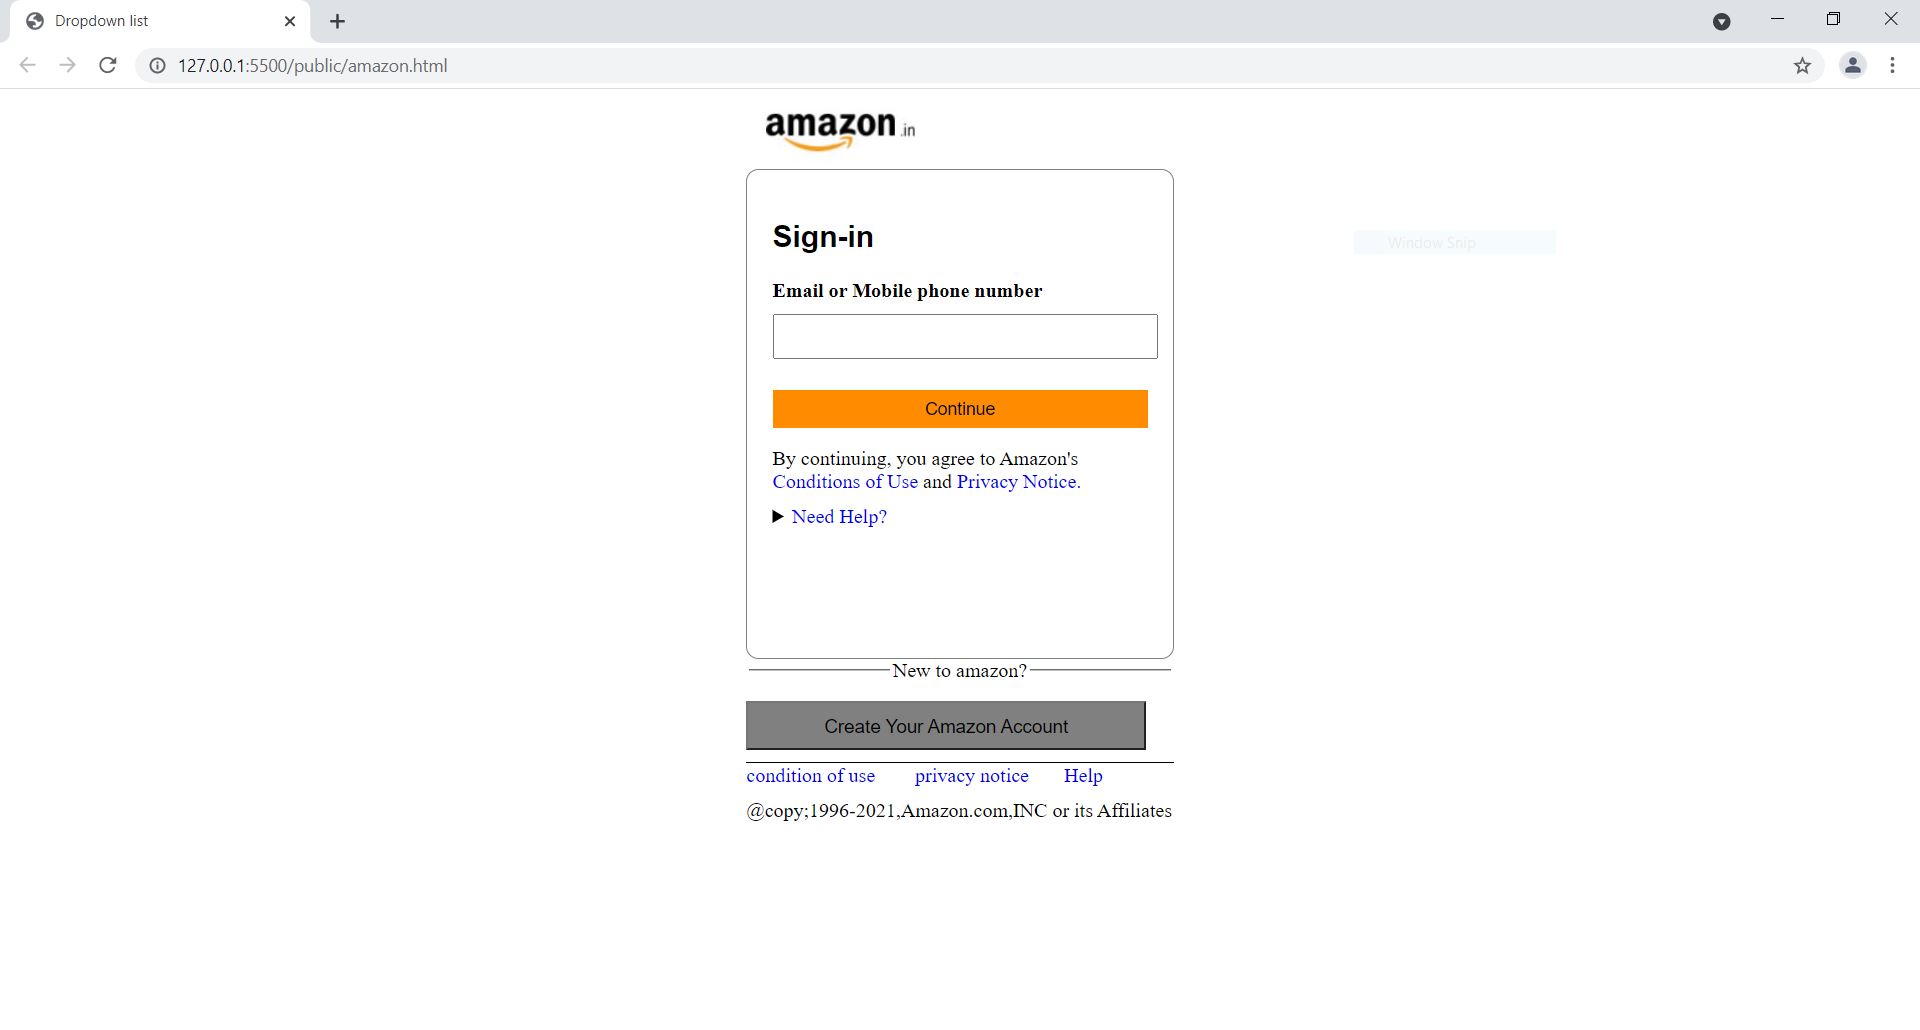 Dropdown list
127.0.0.1:5500/public/amazon.html
amazon.in
Window Snip
Sign-in
Email or Mobile phone number
Continue
By continuing, you agree to Amazon's
Conditions of Use and Privacy Notice.
Need Help?
New to amazon?
Create Your Amazon Account
condition of use privacy notice Help
@copy;1996-2021,Amazon.com,INC or its Affiliates